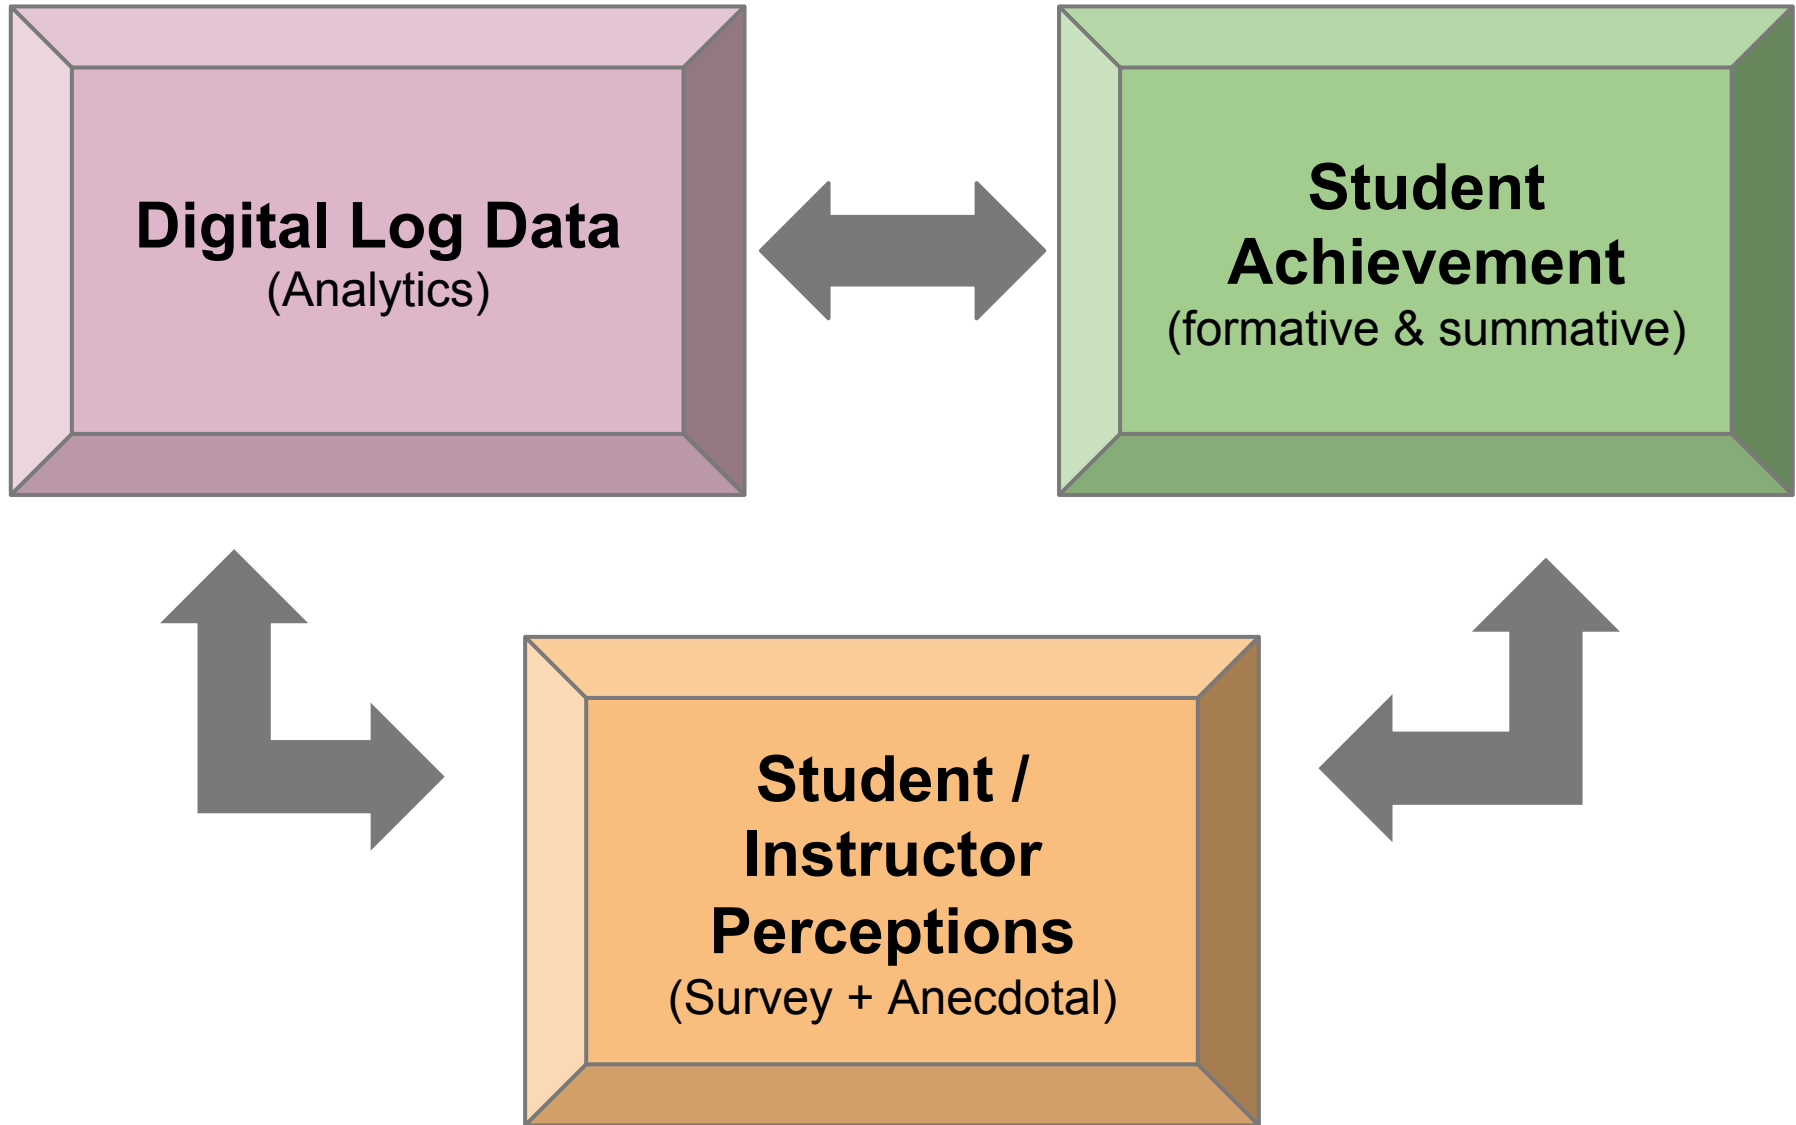 Digital Log Data
(Analytics)
Student
Achievement
(formative & summative)
Student /
Instructor
Perceptions
(Survey + Anecdotal)